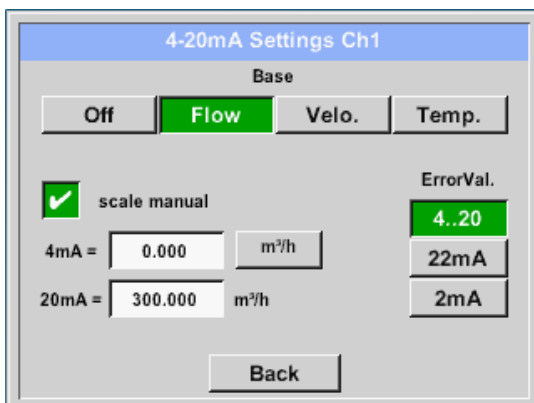 4-20mA Settings Ch1
Base
Off Flow Velo. Temp.
ErrorVal.
scale manual
4..20
4mA = 0.000 m³/h
22mA
20mA = 300.000 m³/h
2mA
Back